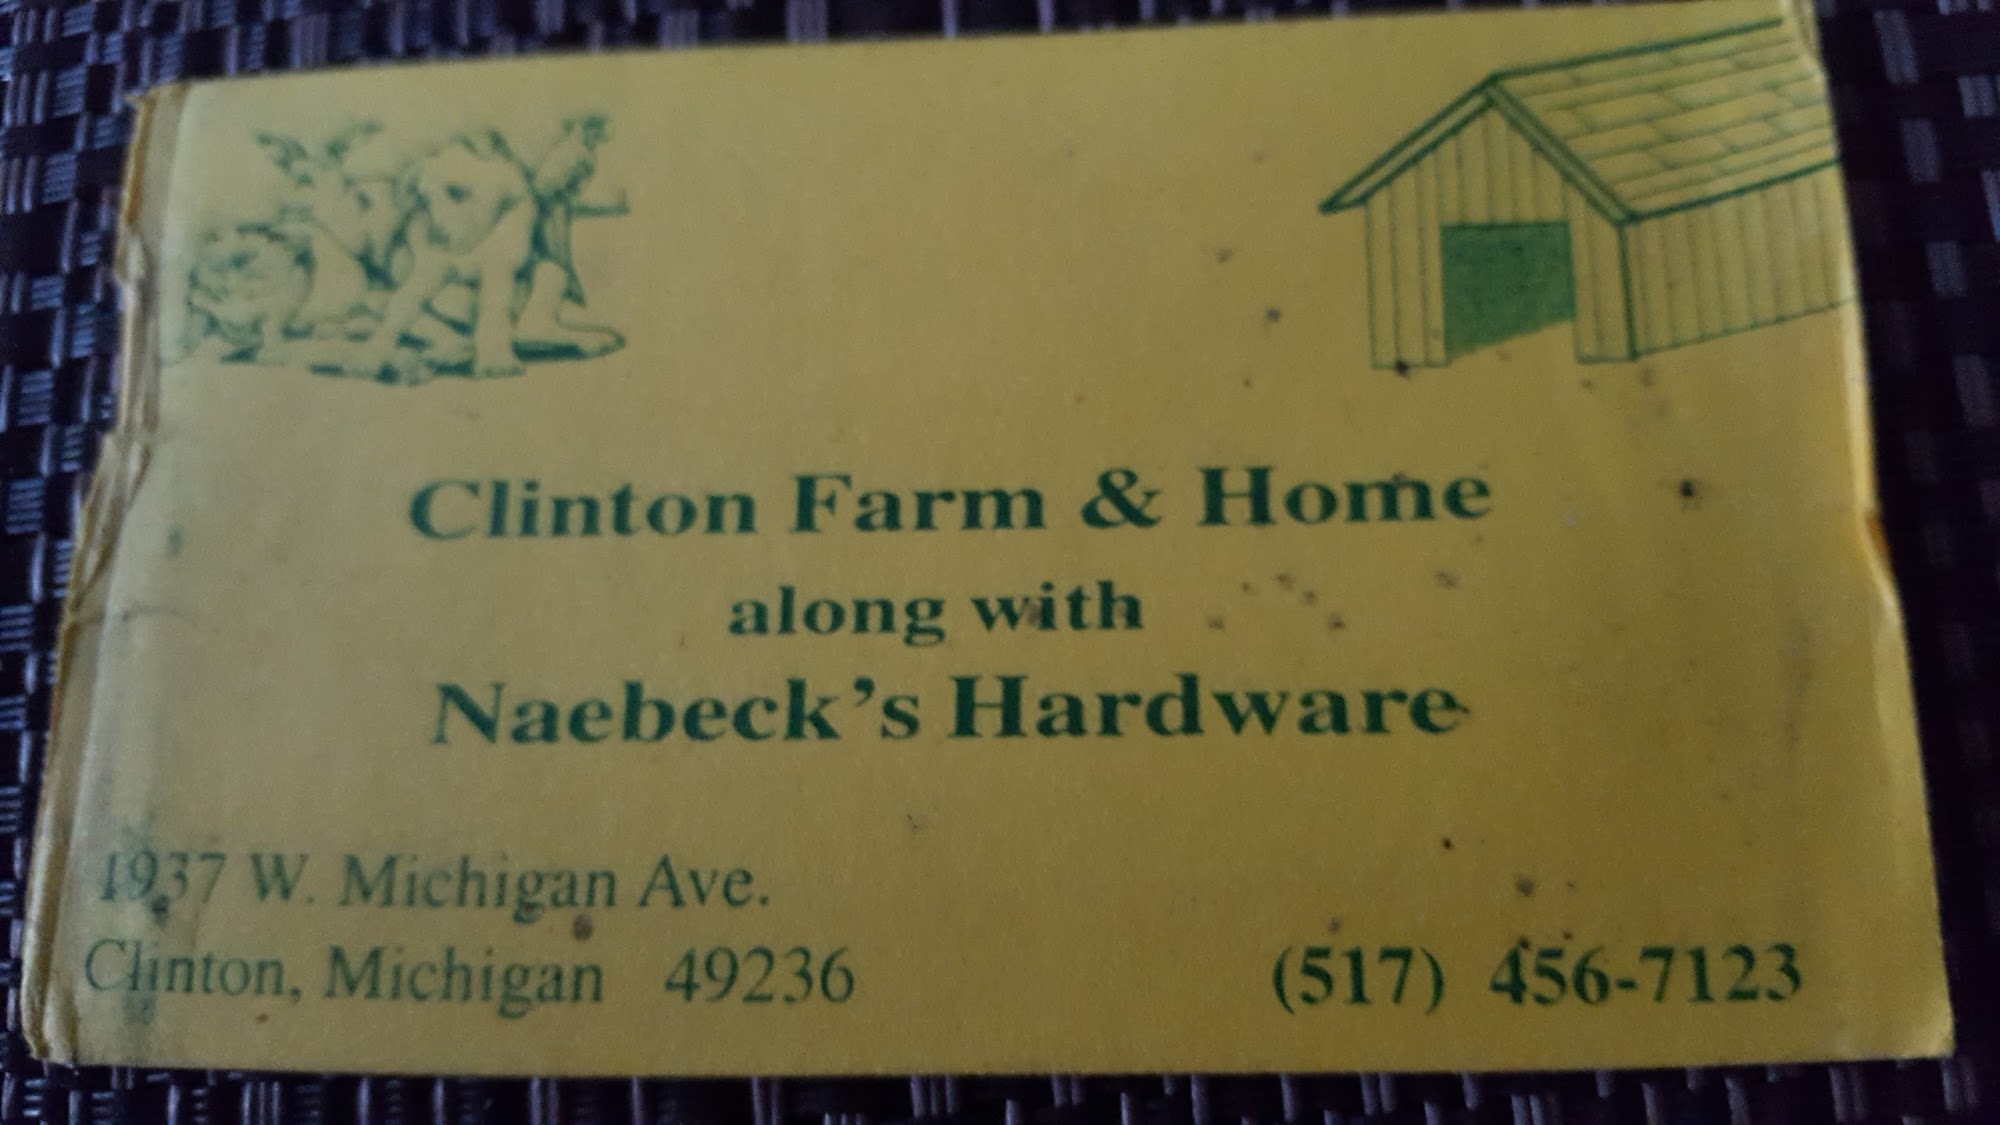 Clinton Farm & Home
along with
Naebeck's Hardware
1937 W. Michigan Ave.
Clinton, Michigan 49236
(517) 456-7123